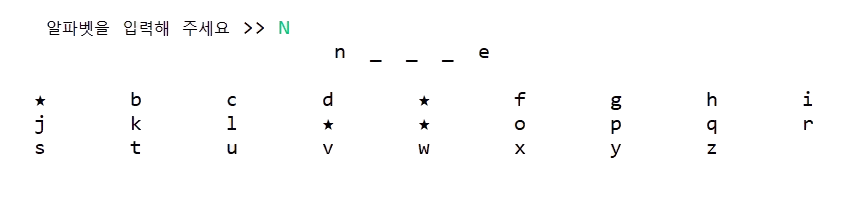 알파벳을 입력해 주세요 >> N
n _ _ _ e
★ b c d ★ f g h i
j k l ★ ★ o p q r
s t u v w x y z